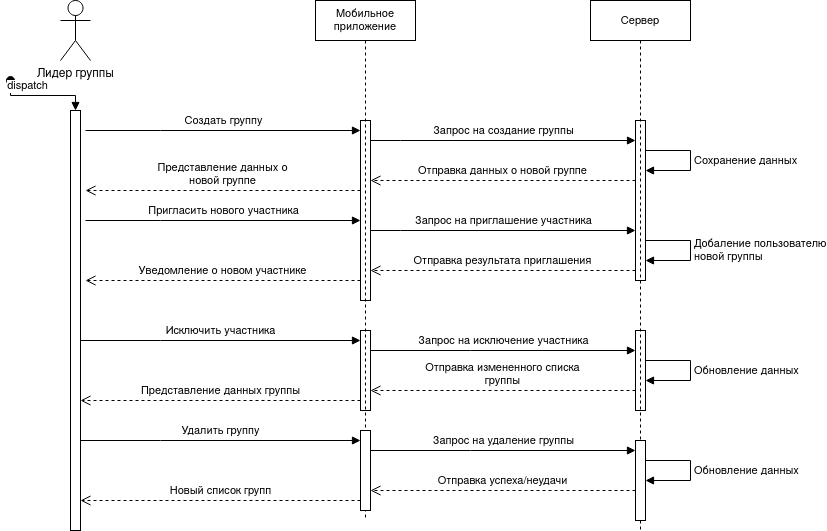 Мобильное
приложение
Сервер
Лидер группы
dispatch
Создать группу
Запрос на создание группы
Сохранение данных
Представление данных о
новой группе
Отправка данных о новой группе
Пригласить нового участника
Запрос на приглашение участника
Добаление пользователю
новой группы
Уведомление о новом участнике
Отправка результата приглашения
Исключить участника
Запрос на исключение участника
Отправка измененного списка
группы
Обновление данных
Представление данных группы
Удалить группу
Запрос на удаление группы
Обновление данных
Отправка успеха/неудачи
Новый список групп